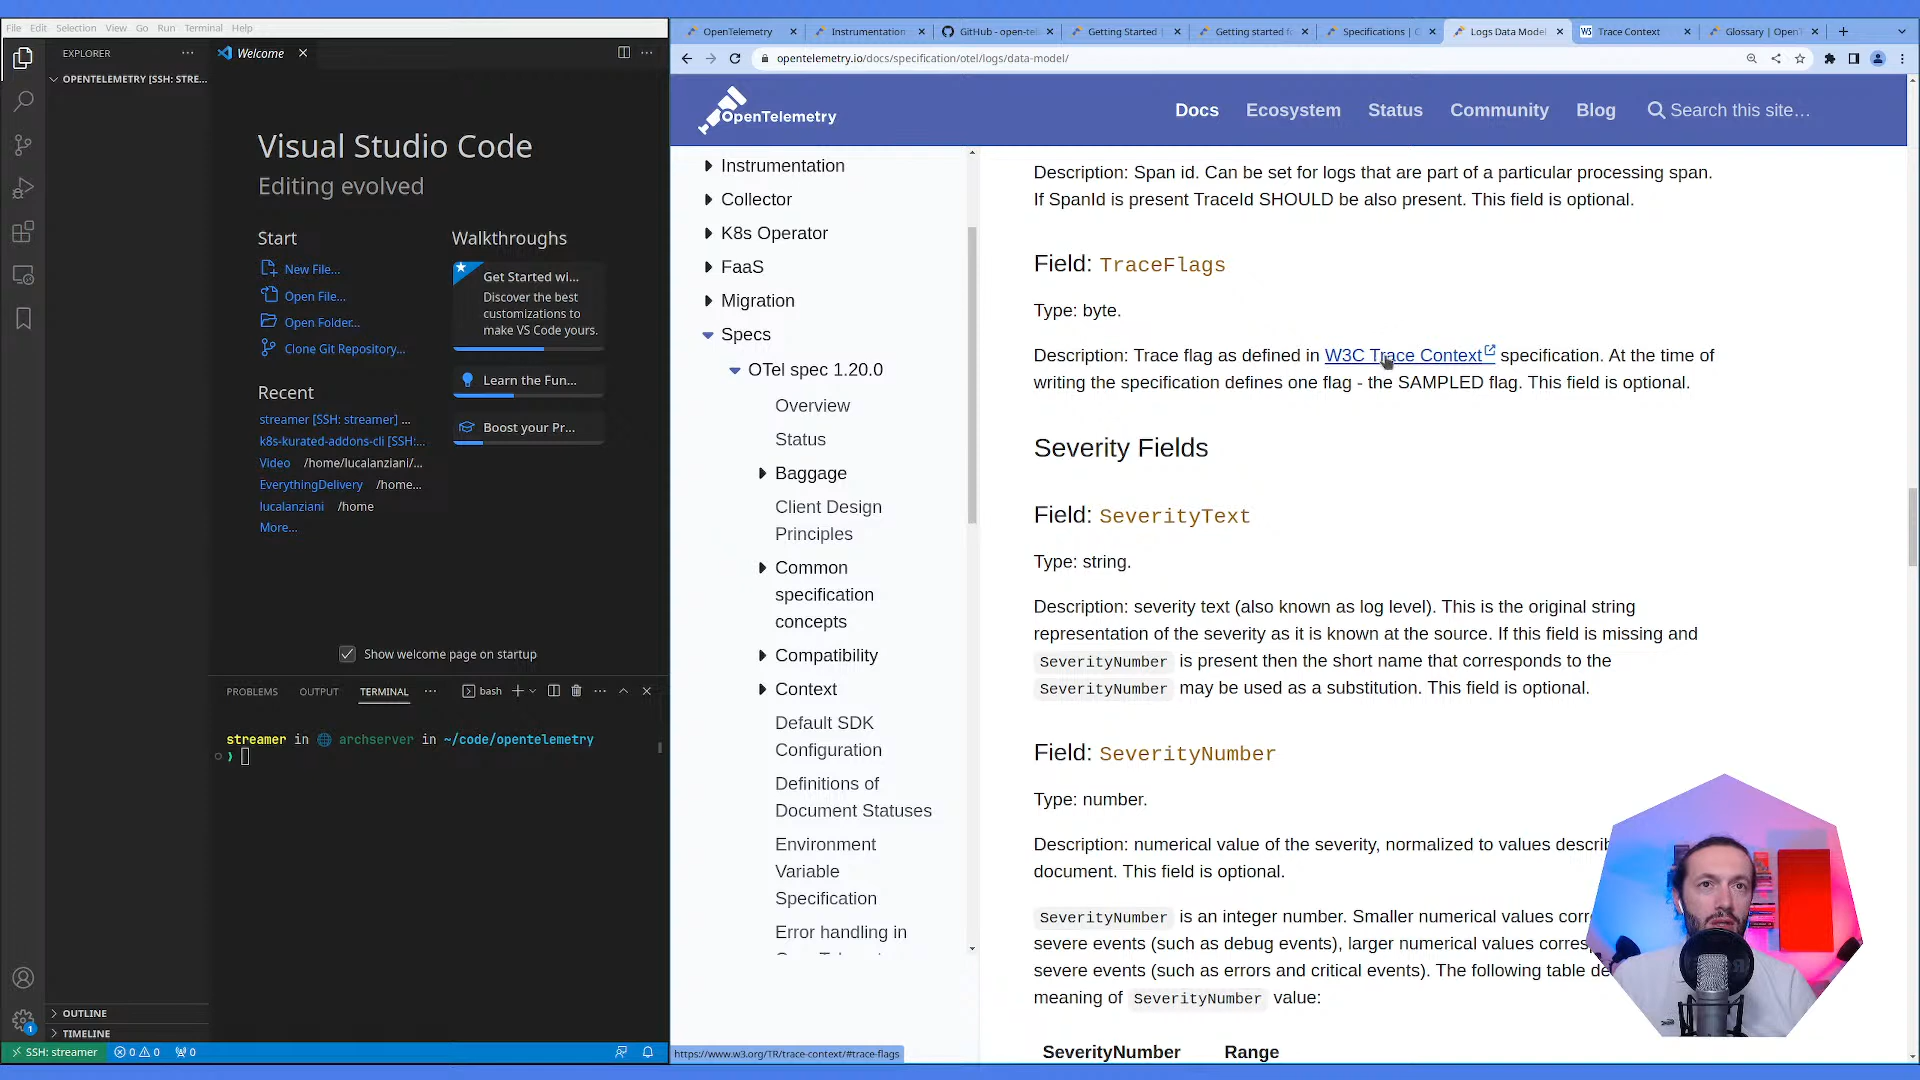 File Edit Selection View Go Run Terminal Help
EXPLORER
OPENTELEMETRY [SSH: STRE...
Welcome
Visual Studio Code
Editing evolved
Start
New File...
Open File...
Open Folder...
Clone Git Repository...
Walkthroughs
Get Started wi...
Discover the best
customizations to
make VS Code yours.
Learn the Fun...
Boost your Pr...
Recent
streamer [SSH: streamer] ...
k8s-kurated-addons-cli [SSH:...
Video /home/lucalanziani/...
EverythingDelivery /home...
lucalanziani /home
More...
Show welcome page on startup
PROBLEMS OUTPUT TERMINAL
bash
streamer in archserver in ~/code/opentelemetry
OUTLINE
TIMELINE
1
SSH: streamer 0 0 0
OpenTelemetry
Instrumentation
GitHub - open-te
Getting Started
Getting started f
Specifications |
Logs Data Model
Trace Context
Glossary | Open
opentelemetry.io/docs/specification/otel/logs/data-model/
OpenTelemetry
Docs Ecosystem Status Community Blog Search this site…
Instrumentation
Collector
K8s Operator
FaaS
Migration
Specs
OTel spec 1.20.0
Overview
Status
Baggage
Client Design
Principles
Common
specification
concepts
Compatibility
Context
Default SDK
Configuration
Definitions of
Document Statuses
Environment
Variable
Specification
Error handling in
https://www.w3.org/TR/trace-context/#trace-flags
Description: Span id. Can be set for logs that are part of a particular processing span.
If SpanId is present TraceId SHOULD be also present. This field is optional.
Field: TraceFlags
Type: byte.
Description: Trace flag as defined in W3C Trace Context specification. At the time of
writing the specification defines one flag - the SAMPLED flag. This field is optional.
Severity Fields
Field: SeverityText
Type: string.
Description: severity text (also known as log level). This is the original string
representation of the severity as it is known at the source. If this field is missing and
SeverityNumber is present then the short name that corresponds to the
SeverityNumber may be used as a substitution. This field is optional.
Field: SeverityNumber
Type: number.
Description: numerical value of the severity, normalized to values describ
document. This field is optional.
SeverityNumber is an integer number. Smaller numerical values corr
severe events (such as debug events), larger numerical values corresp
severe events (such as errors and critical events). The following table de
meaning of SeverityNumber value:
SeverityNumber Range